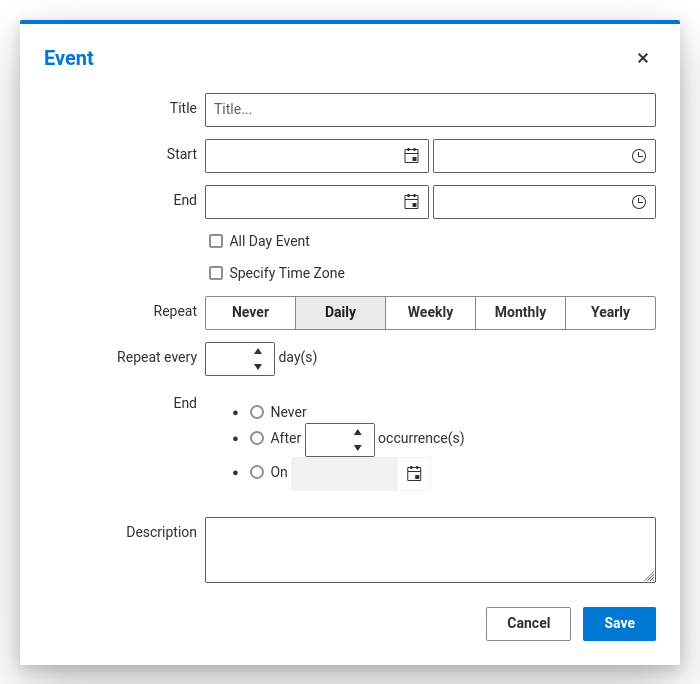 Event
Title Title...
Start
End
All Day Event
Specify Time Zone
Repeat Never Daily Weekly Monthly Yearly
Repeat every day(s)
End
Never
After occurrence(s)
On
Description
Cancel Save